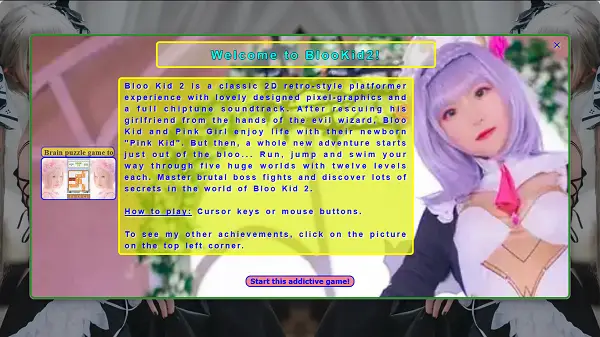 Welcome to BlooKid2!
Bloo Kid 2 is a classic 2D retro-style platformer
experience with lovely designed pixel-graphics and
a full chiptune soundtrack. After rescuing his
girlfriend from the hands of the evil wizard, Bloo
Kid and Pink Girl enjoy life with their newborn
"Pink Kid". But then, a whole new adventure starts
just out of the bloo... Run, jump and swim your
way through five huge worlds with twelve levels
each. Master brutal boss fights and discover lots of
secrets in the world of Bloo Kid 2.
How to play: Cursor keys or mouse buttons.
To see my other achievements, click on the picture
on the top left corner.
Brain puzzle game to
Start this addictive game!